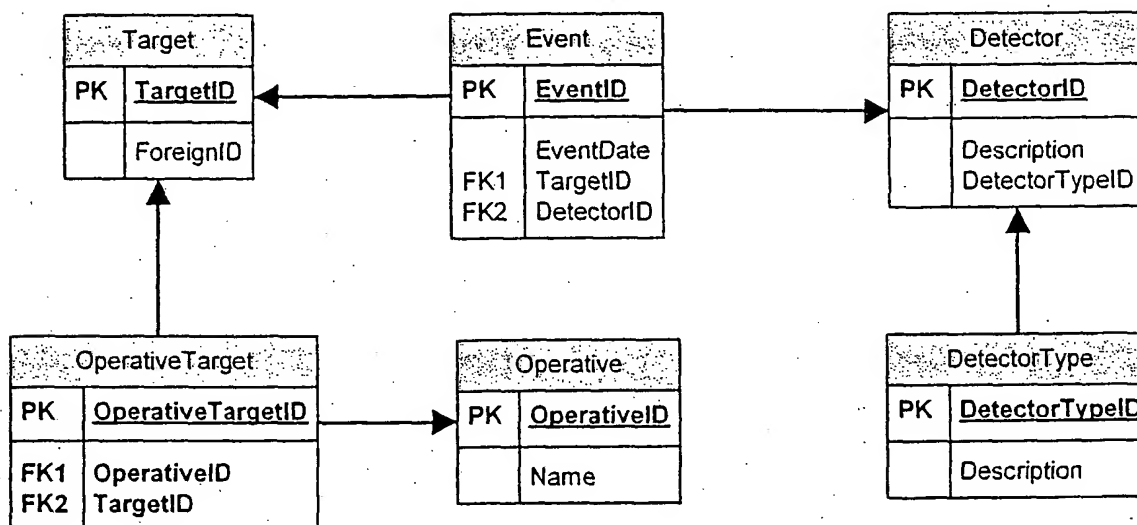 Target
PK TargetID
ForeignID
Event
PK EventID
EventDate
FK1 TargetID
FK2 DetectorID
Detector
PK DetectorID
Description
DetectorTypeID
OperativeTarget
PK OperativeTargetID
FK1 OperativeID
FK2 TargetID
Operative
PK OperativeID
Name
DetectorType
PK DetectorTypeID
Description